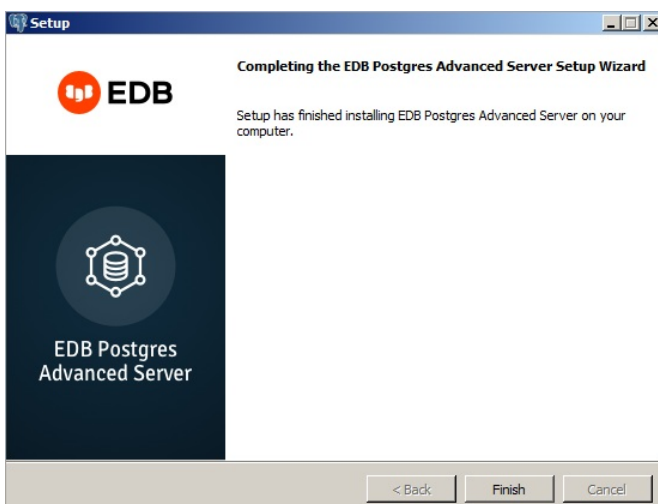 Setup
EDB
Completing the EDB Postgres Advanced Server Setup Wizard
Setup has finished installing EDB Postgres Advanced Server on your
computer.
EDB Postgres
Advanced Server
< Back
Finish
Cancel